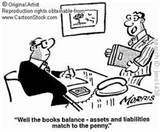 © Original Artist
Reproduction rights obtainable from
www.CartoonStock.com
"Well the books balance - assets and liabilities
match to the penny."